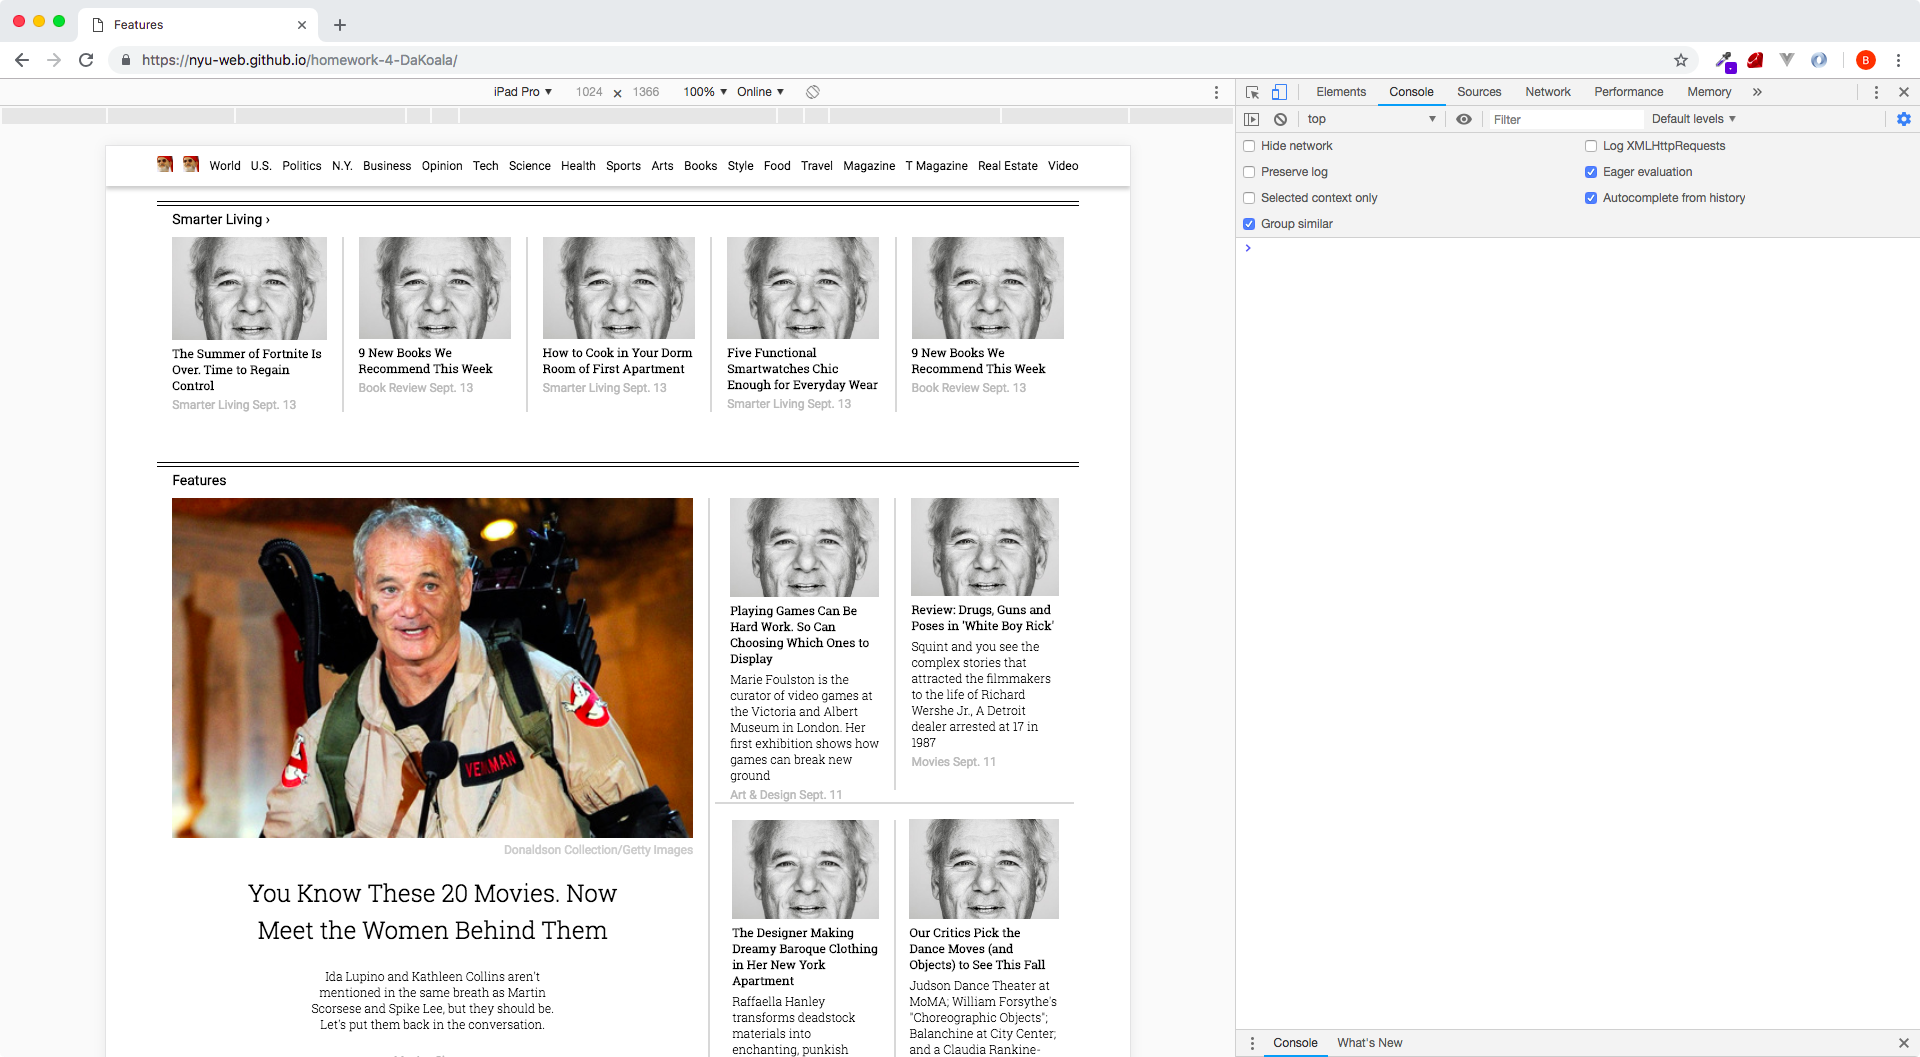 Features
https://nyu-web.github.io/homework-4-DaKoala/
B
iPad Pro ▼ 1024 × 1366 100% ▼ Online ▼
Elements Console Sources Network Performance Memory »
top ▼ Filter Default levels ▼
Hide network Log XMLHttpRequests
Preserve log Eager evaluation
Selected context only Autocomplete from history
Group similar
World U.S. Politics N.Y. Business Opinion Tech Science Health Sports Arts Books Style Food Travel Magazine T Magazine Real Estate Video
Smarter Living ›
The Summer of Fortnite Is
Over. Time to Regain
Control
Smarter Living Sept. 13
9 New Books We
Recommend This Week
Book Review Sept. 13
How to Cook in Your Dorm
Room of First Apartment
Smarter Living Sept. 13
Five Functional
Smartwatches Chic
Enough for Everyday Wear
Smarter Living Sept. 13
9 New Books We
Recommend This Week
Book Review Sept. 13
Features
VENKMAN
Donaldson Collection/Getty Images
You Know These 20 Movies. Now
Meet the Women Behind Them
Ida Lupino and Kathleen Collins aren't
mentioned in the same breath as Martin
Scorsese and Spike Lee, but they should be.
Let's put them back in the conversation.
Playing Games Can Be
Hard Work. So Can
Choosing Which Ones to
Display
Marie Foulston is the
curator of video games at
the Victoria and Albert
Museum in London. Her
first exhibition shows how
games can break new
ground
Art & Design Sept. 11
Review: Drugs, Guns and
Poses in 'White Boy Rick'
Squint and you see the
complex stories that
attracted the filmmakers
to the life of Richard
Wershe Jr., A Detroit
dealer arrested at 17 in
1987
Movies Sept. 11
The Designer Making
Dreamy Baroque Clothing
in Her New York
Apartment
Raffaella Hanley
transforms deadstock
materials into
enchanting, punkish
Our Critics Pick the
Dance Moves (and
Objects) to See This Fall
Judson Dance Theater at
MoMA; William Forsythe's
"Choreographic Objects";
Balanchine at City Center;
and a Claudia Rankine-
Console What's New